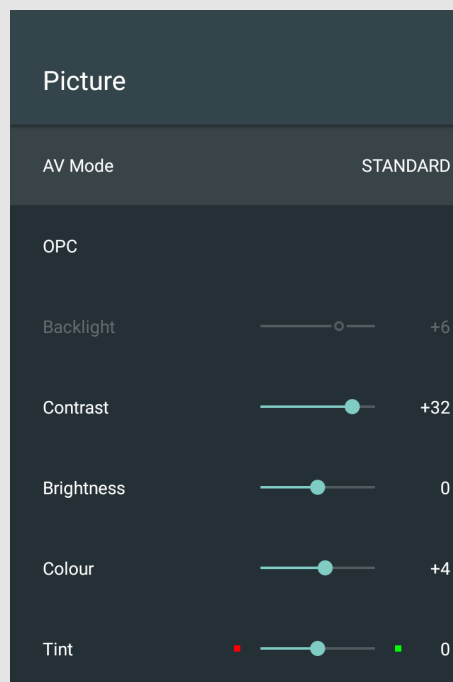 Picture
AV Mode STANDARD
OPC
Backlight +6
Contrast +32
Brightness 0
Colour +4
Tint 0